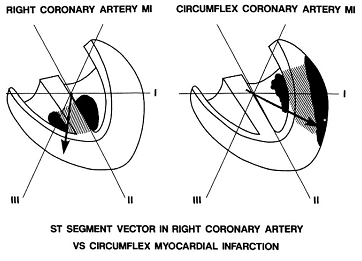 RIGHT CORONARY ARTERY MI
CIRCUMFLEX CORONARY ARTERY MI
I
I
III
II
III
II
ST SEGMENT VECTOR IN RIGHT CORONARY ARTERY
VS CIRCUMFLEX MYOCARDIAL INFARCTION